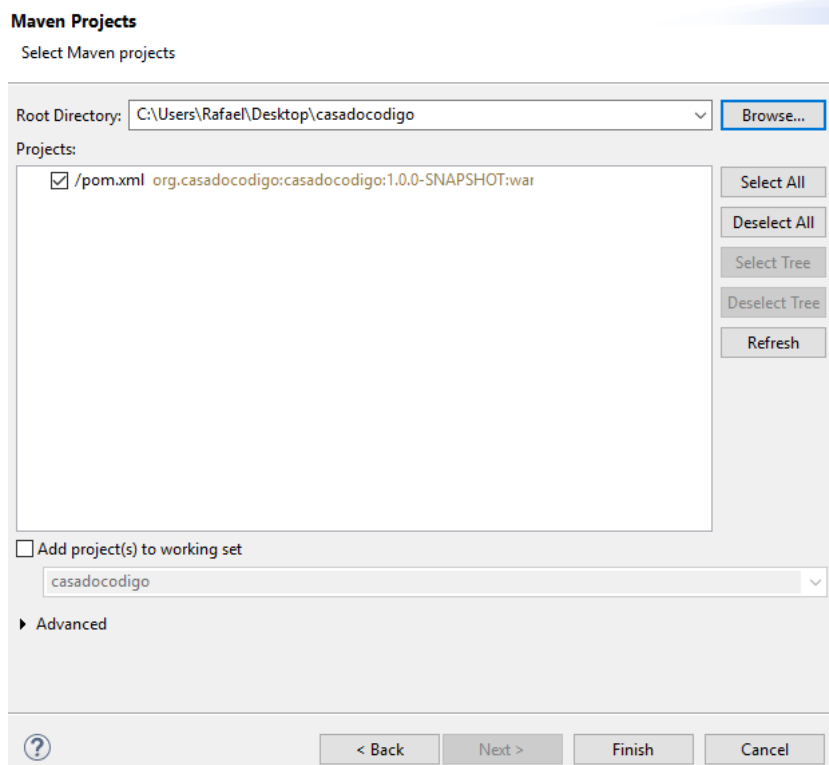 Maven Projects
Select Maven projects
Root Directory: C:\Users\Rafael\Desktop\casadocodigo Browse...
Projects:
/pom.xml org.casadocodigo:casadocodigo:1.0.0-SNAPSHOT:war
Select All
Deselect All
Select Tree
Deselect Tree
Refresh
Add project(s) to working set
casadocodigo
Advanced
? < Back Next > Finish Cancel